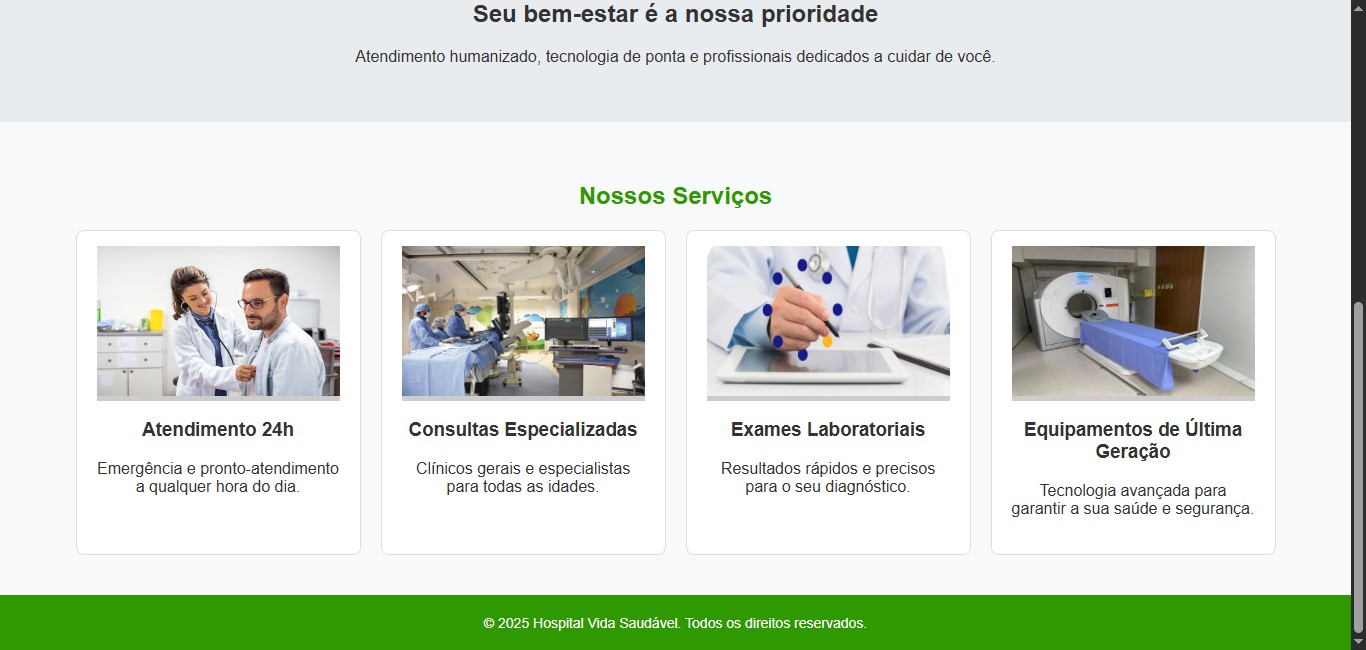 Seu bem-estar é a nossa prioridade
Atendimento humanizado, tecnologia de ponta e profissionais dedicados a cuidar de você.
Nossos Serviços
Atendimento 24h
Emergência e pronto-atendimento
a qualquer hora do dia.
Consultas Especializadas
Clínicos gerais e especialistas
para todas as idades.
Exames Laboratoriais
Resultados rápidos e precisos
para o seu diagnóstico.
Equipamentos de Última
Geração
Tecnologia avançada para
garantir a sua saúde e segurança.
© 2025 Hospital Vida Saudável. Todos os direitos reservados.